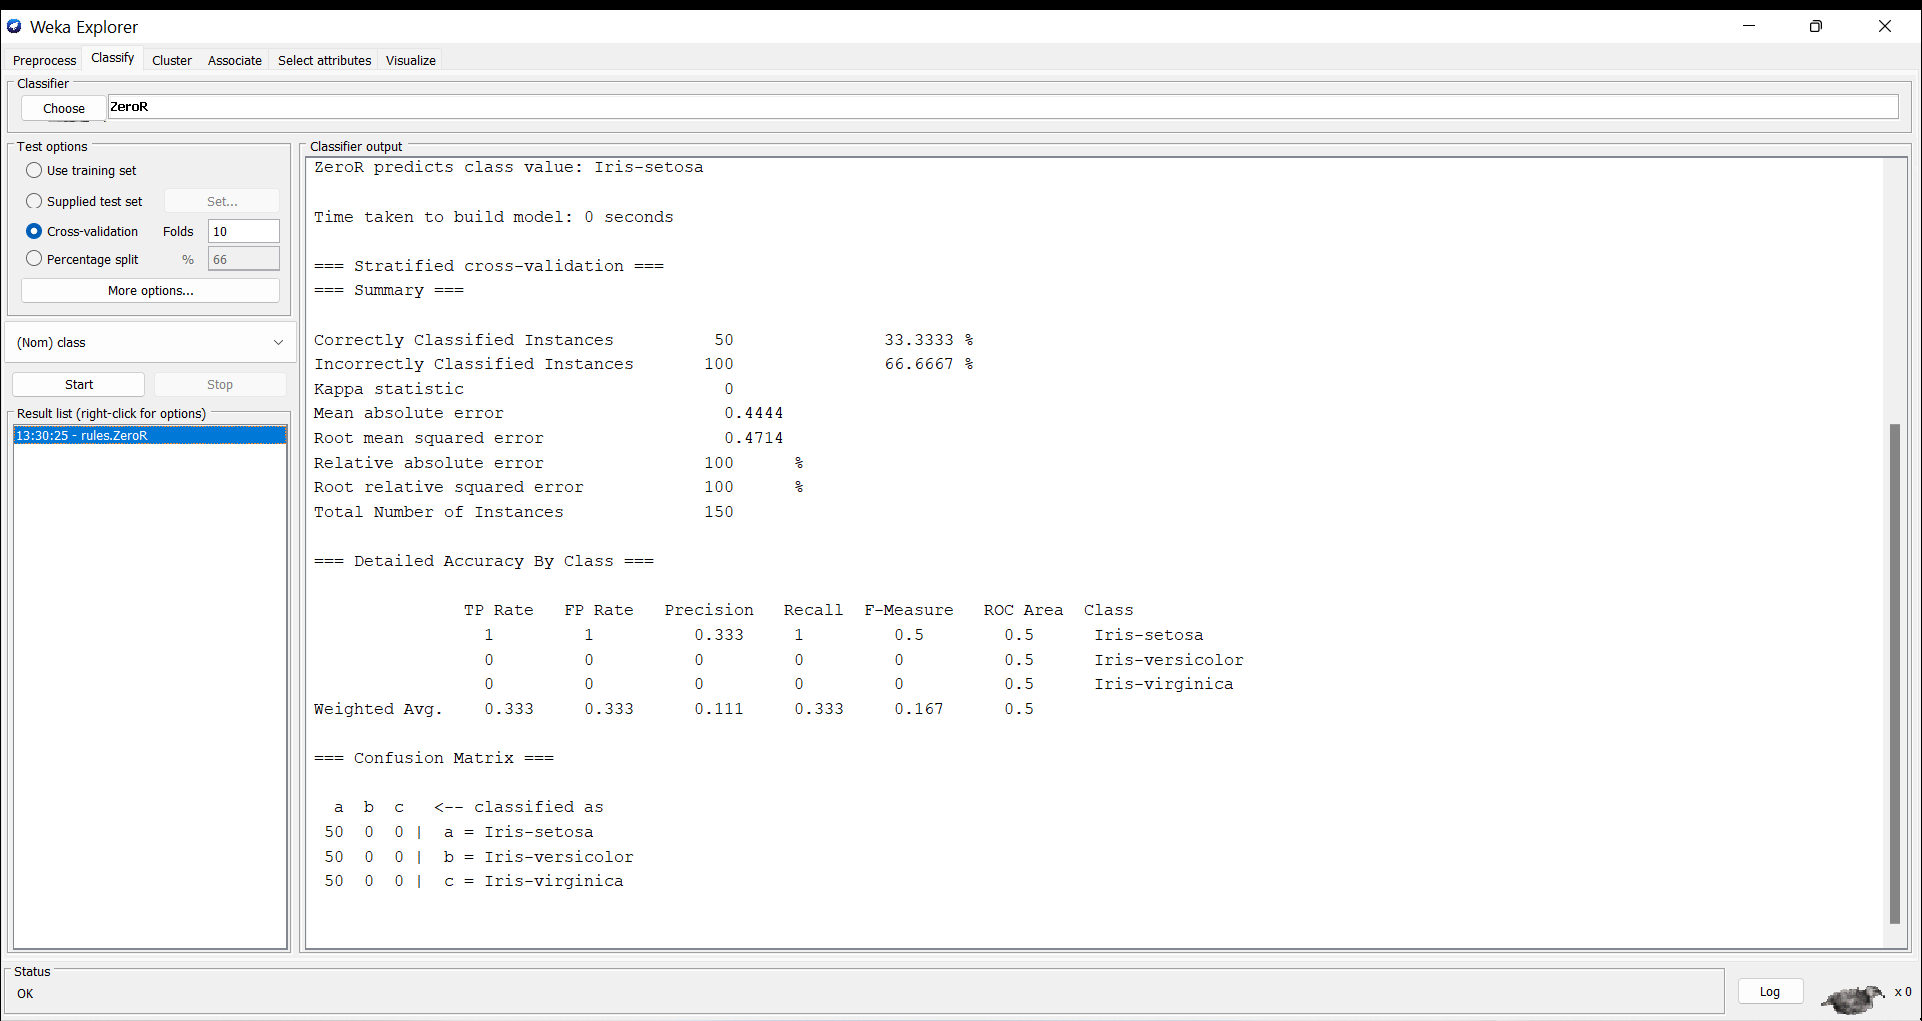 Weka Explorer
Preprocess Classify Cluster Associate Select attributes Visualize
Classifier
Choose ZeroR
Test options
Use training set
Supplied test set Set...
Cross-validation Folds 10
Percentage split % 66
More options...
(Nom) class
Start Stop
Result list (right-click for options)
13:30:25 - rules.ZeroR
Classifier output
ZeroR predicts class value: Iris-setosa
Time taken to build model: 0 seconds
=== Stratified cross-validation ===
=== Summary ===
Correctly Classified Instances 50 33.3333 %
Incorrectly Classified Instances 100 66.6667 %
Kappa statistic 0
Mean absolute error 0.4444
Root mean squared error 0.4714
Relative absolute error 100 %
Root relative squared error 100 %
Total Number of Instances 150
=== Detailed Accuracy By Class ===
TP Rate FP Rate Precision Recall F-Measure ROC Area Class
1 1 0.333 1 0.5 0.5 Iris-setosa
0 0 0 0 0 0.5 Iris-versicolor
0 0 0 0 0 0.5 Iris-virginica
Weighted Avg. 0.333 0.333 0.111 0.333 0.167 0.5
=== Confusion Matrix ===
a b c <-- classified as
50 0 0 | a = Iris-setosa
50 0 0 | b = Iris-versicolor
50 0 0 | c = Iris-virginica
Status
OK
Log x 0